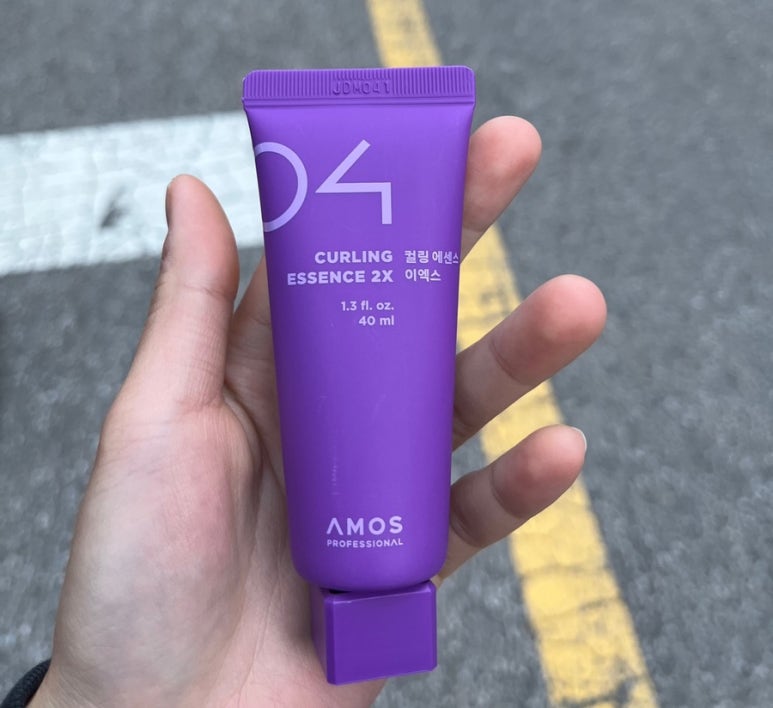 JDM041
04
CURLING
ESSENCE 2X
컬링 에센스
이엑스
1.3 fl. oz.
40 ml
AMOS
PROFESSIONAL